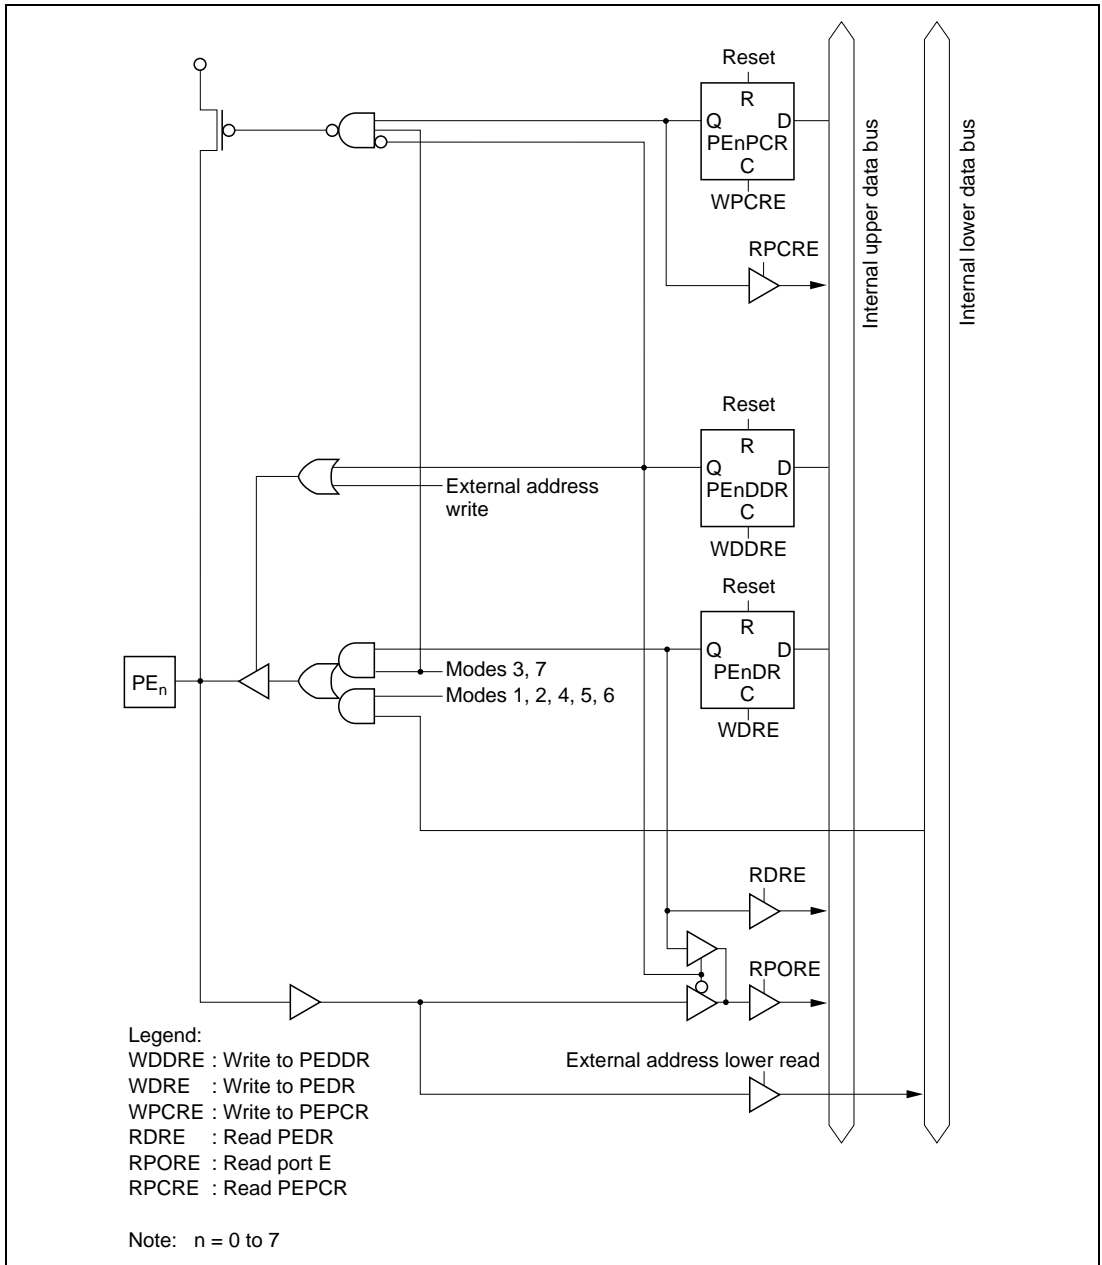 Reset
R
Q D
PEnPCR
C
WPCRE
RPCRE
Internal upper data bus
Internal lower data bus
Reset
R
Q D
PEnDDR
C
WDDRE
External address
write
Reset
R
Q D
PEnDR
C
WDRE
Modes 3, 7
Modes 1, 2, 4, 5, 6
PEn
RDRE
RPORE
External address lower read
Legend:
WDDRE : Write to PEDDR
WDRE : Write to PEDR
WPCRE : Write to PEPCR
RDRE : Read PEDR
RPORE : Read port E
RPCRE : Read PEPCR
Note: n = 0 to 7